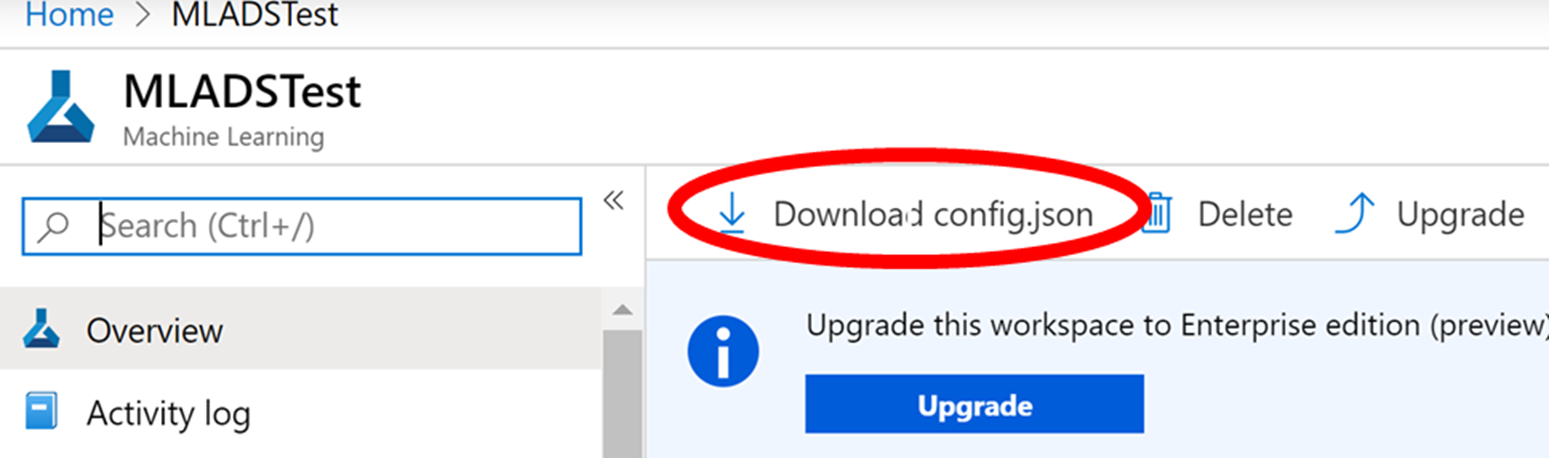 Home > MLADSTest
MLADSTest
Machine Learning
Search (Ctrl+/)
«
Download config.json
Delete
Upgrade
Overview
Activity log
Upgrade this workspace to Enterprise edition (preview)
Upgrade